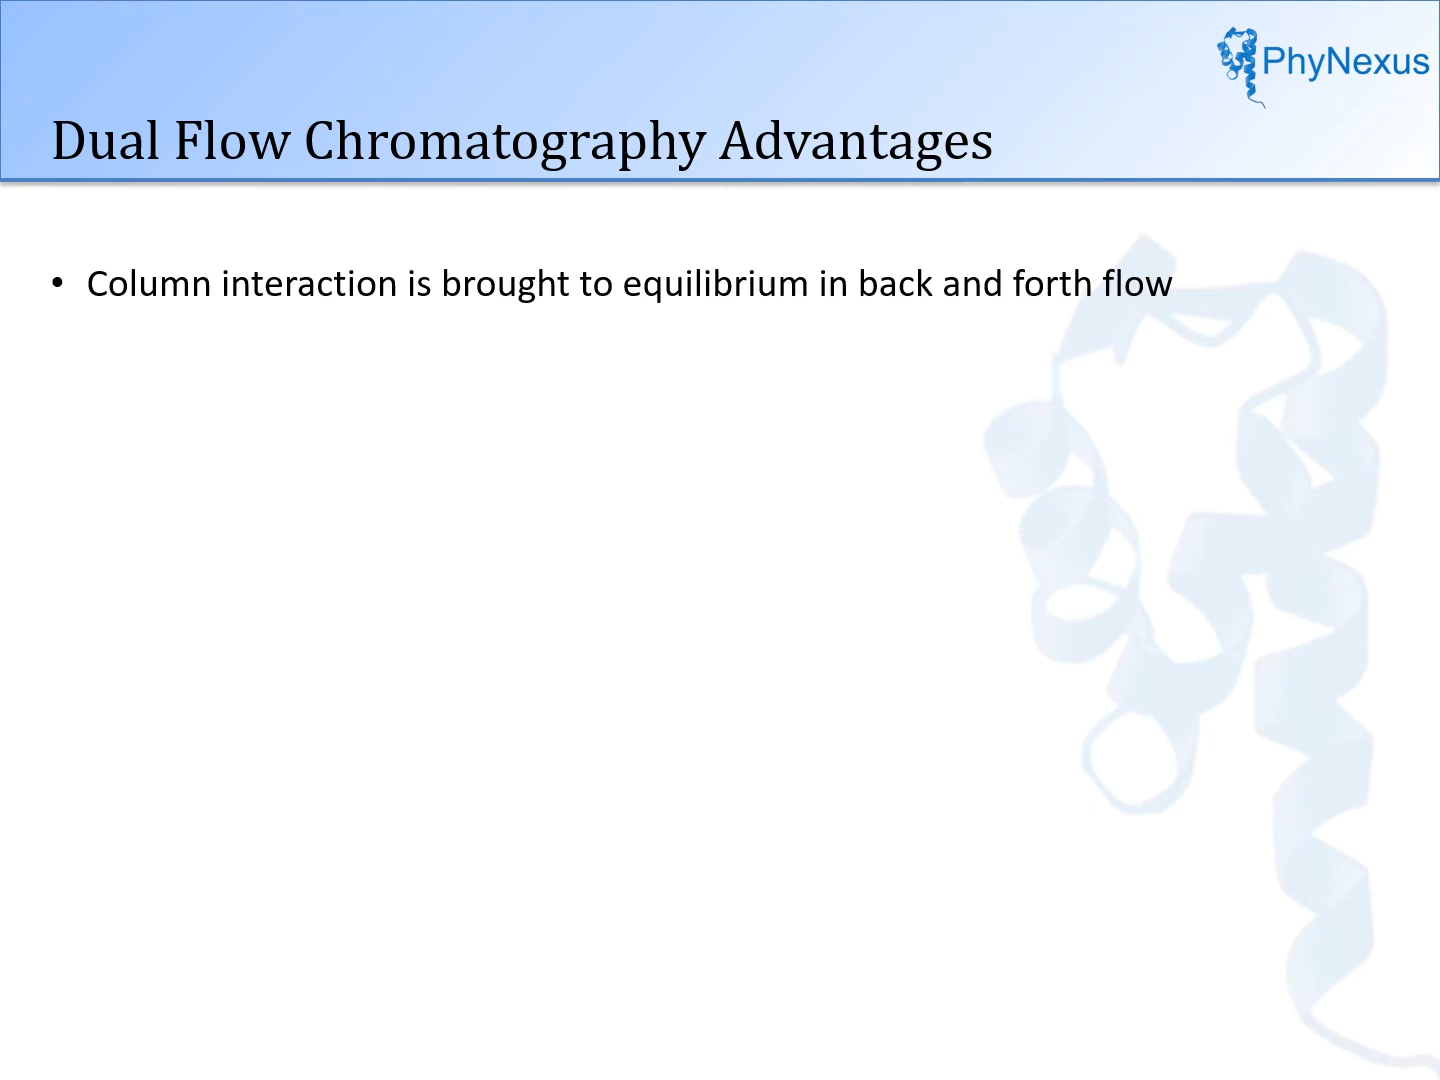 PhyNexus
Dual Flow Chromatography Advantages
• Column interaction is brought to equilibrium in back and forth flow